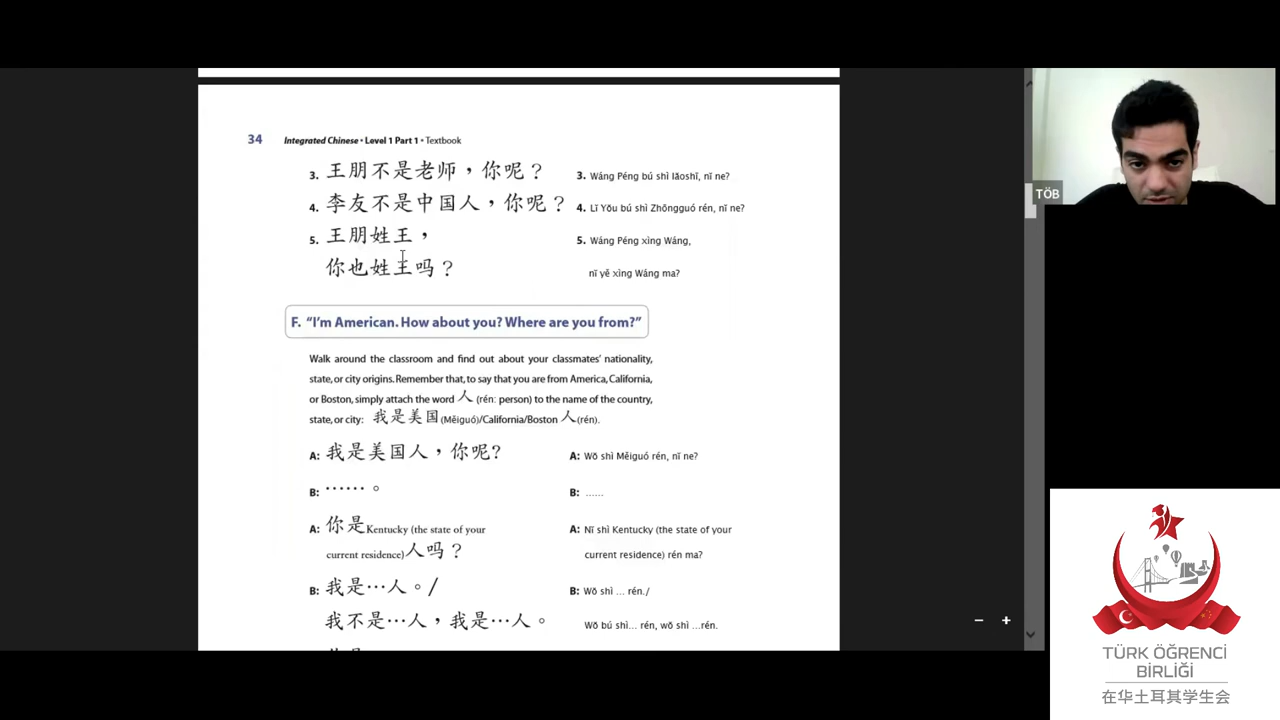 34 Integrated Chinese • Level 1 Part 1 • Textbook
3. 王朋不是老师，你呢？ 3. Wáng Péng bú shì lǎoshī, nǐ ne?
4. 李友不是中国人，你呢？ 4. Lǐ Yǒu bú shì Zhōngguó rén, nǐ ne?
5. 王朋姓王， 5. Wáng Péng xìng Wáng,
你也姓王吗？ nǐ yě xìng Wáng ma?
F. “I’m American. How about you? Where are you from?”
Walk around the classroom and find out about your classmates’ nationality,
state, or city origins. Remember that, to say that you are from America, California,
or Boston, simply attach the word 人 (rén: person) to the name of the country,
state, or city: 我是美国 (Měiguó)/California/Boston 人 (rén).
A: 我是美国人，你呢? A: Wǒ shì Měiguó rén, nǐ ne?
B: ……。 B: ……
A: 你是 Kentucky (the state of your A: Nǐ shì Kentucky (the state of your
current residence) 人吗？ current residence) rén ma?
B: 我是…人。/ B: Wǒ shì … rén./
我不是…人，我是…人。 Wǒ bú shì… rén, wǒ shì …rén.
TÖB
TÜRK ÖĞRENCİ
BİRLİĞİ
在华土耳其学生会